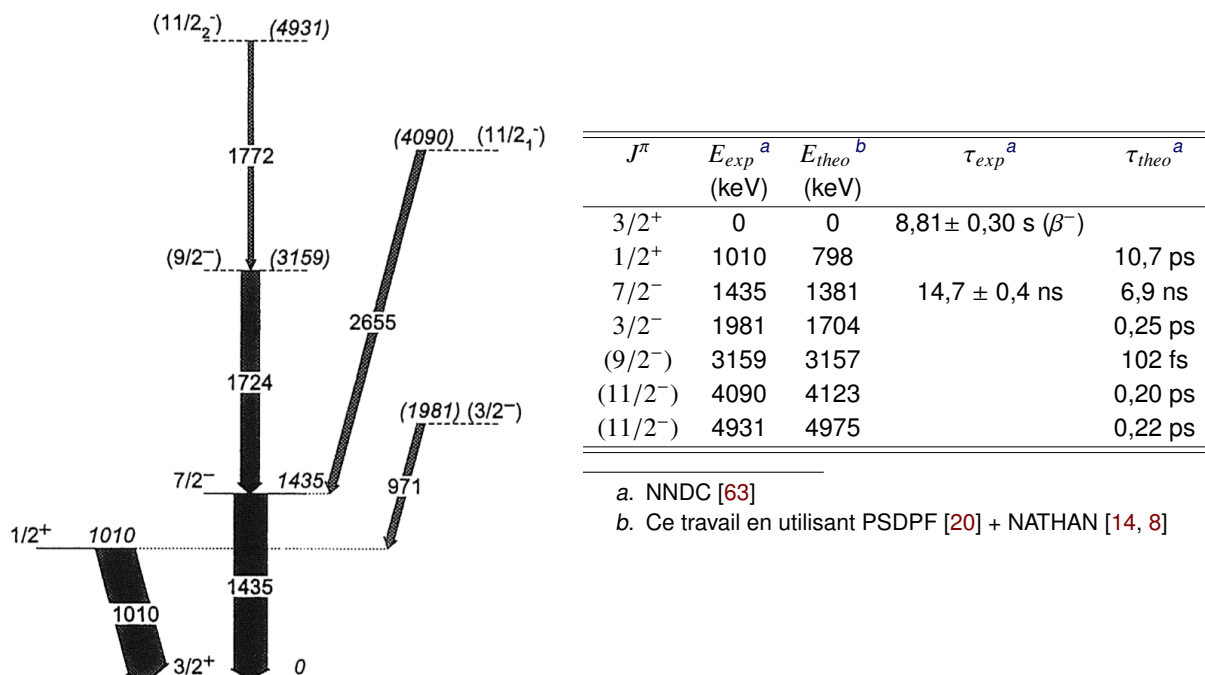 (11/2₂⁻) (4931)
(4090) (11/2₁⁻)
1772
(9/2⁻) (3159)
2655
1724
(1981) (3/2⁻)
7/2⁻ 1435
971
1/2⁺ 1010
1435
1010
3/2⁺ 0
J^π E_exp ^a E_theo ^b τ_exp ^a τ_theo ^a
(keV) (keV)
3/2⁺ 0 0 8,81± 0,30 s (β⁻)
1/2⁺ 1010 798 10,7 ps
7/2⁻ 1435 1381 14,7 ± 0,4 ns 6,9 ns
3/2⁻ 1981 1704 0,25 ps
(9/2⁻) 3159 3157 102 fs
(11/2⁻) 4090 4123 0,20 ps
(11/2⁻) 4931 4975 0,22 ps
a. NNDC [63]
b. Ce travail en utilisant PSDPF [20] + NATHAN [14, 8]